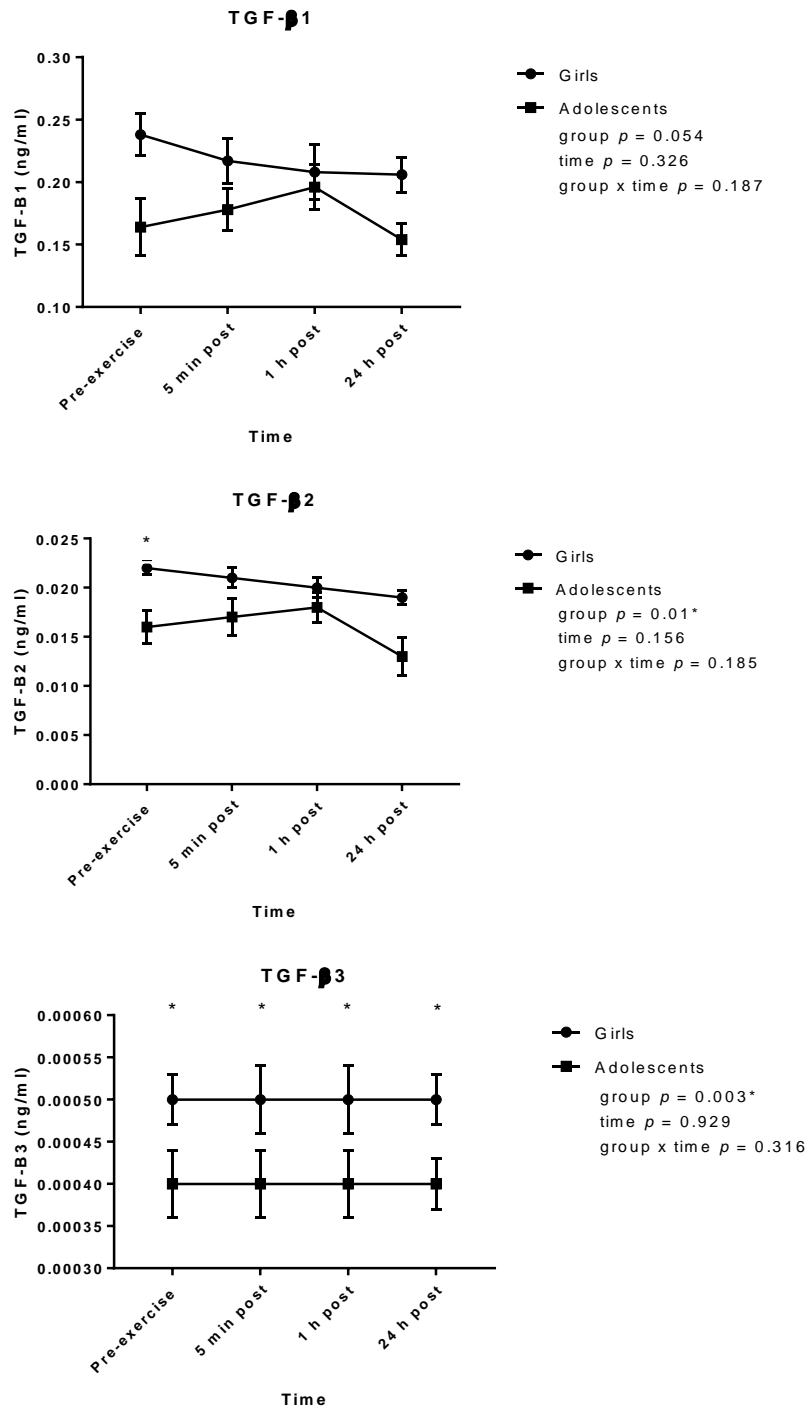 TGF-β1
0.30
0.25
0.20
0.15
0.10
TGF-B1 (ng/ml)
Pre-exercise
5 min post
1 h post
24 h post
Time
Girls
Adolescents
group p = 0.054
time p = 0.326
group x time p = 0.187
TGF-β2
*
0.025
0.020
0.015
0.010
0.005
0.000
TGF-B2 (ng/ml)
Pre-exercise
5 min post
1 h post
24 h post
Time
Girls
Adolescents
group p = 0.01*
time p = 0.156
group x time p = 0.185
TGF-β3
* * * *
0.00060
0.00055
0.00050
0.00045
0.00040
0.00035
0.00030
TGF-B3 (ng/ml)
Pre-exercise
5 min post
1 h post
24 h post
Time
Girls
Adolescents
group p = 0.003*
time p = 0.929
group x time p = 0.316